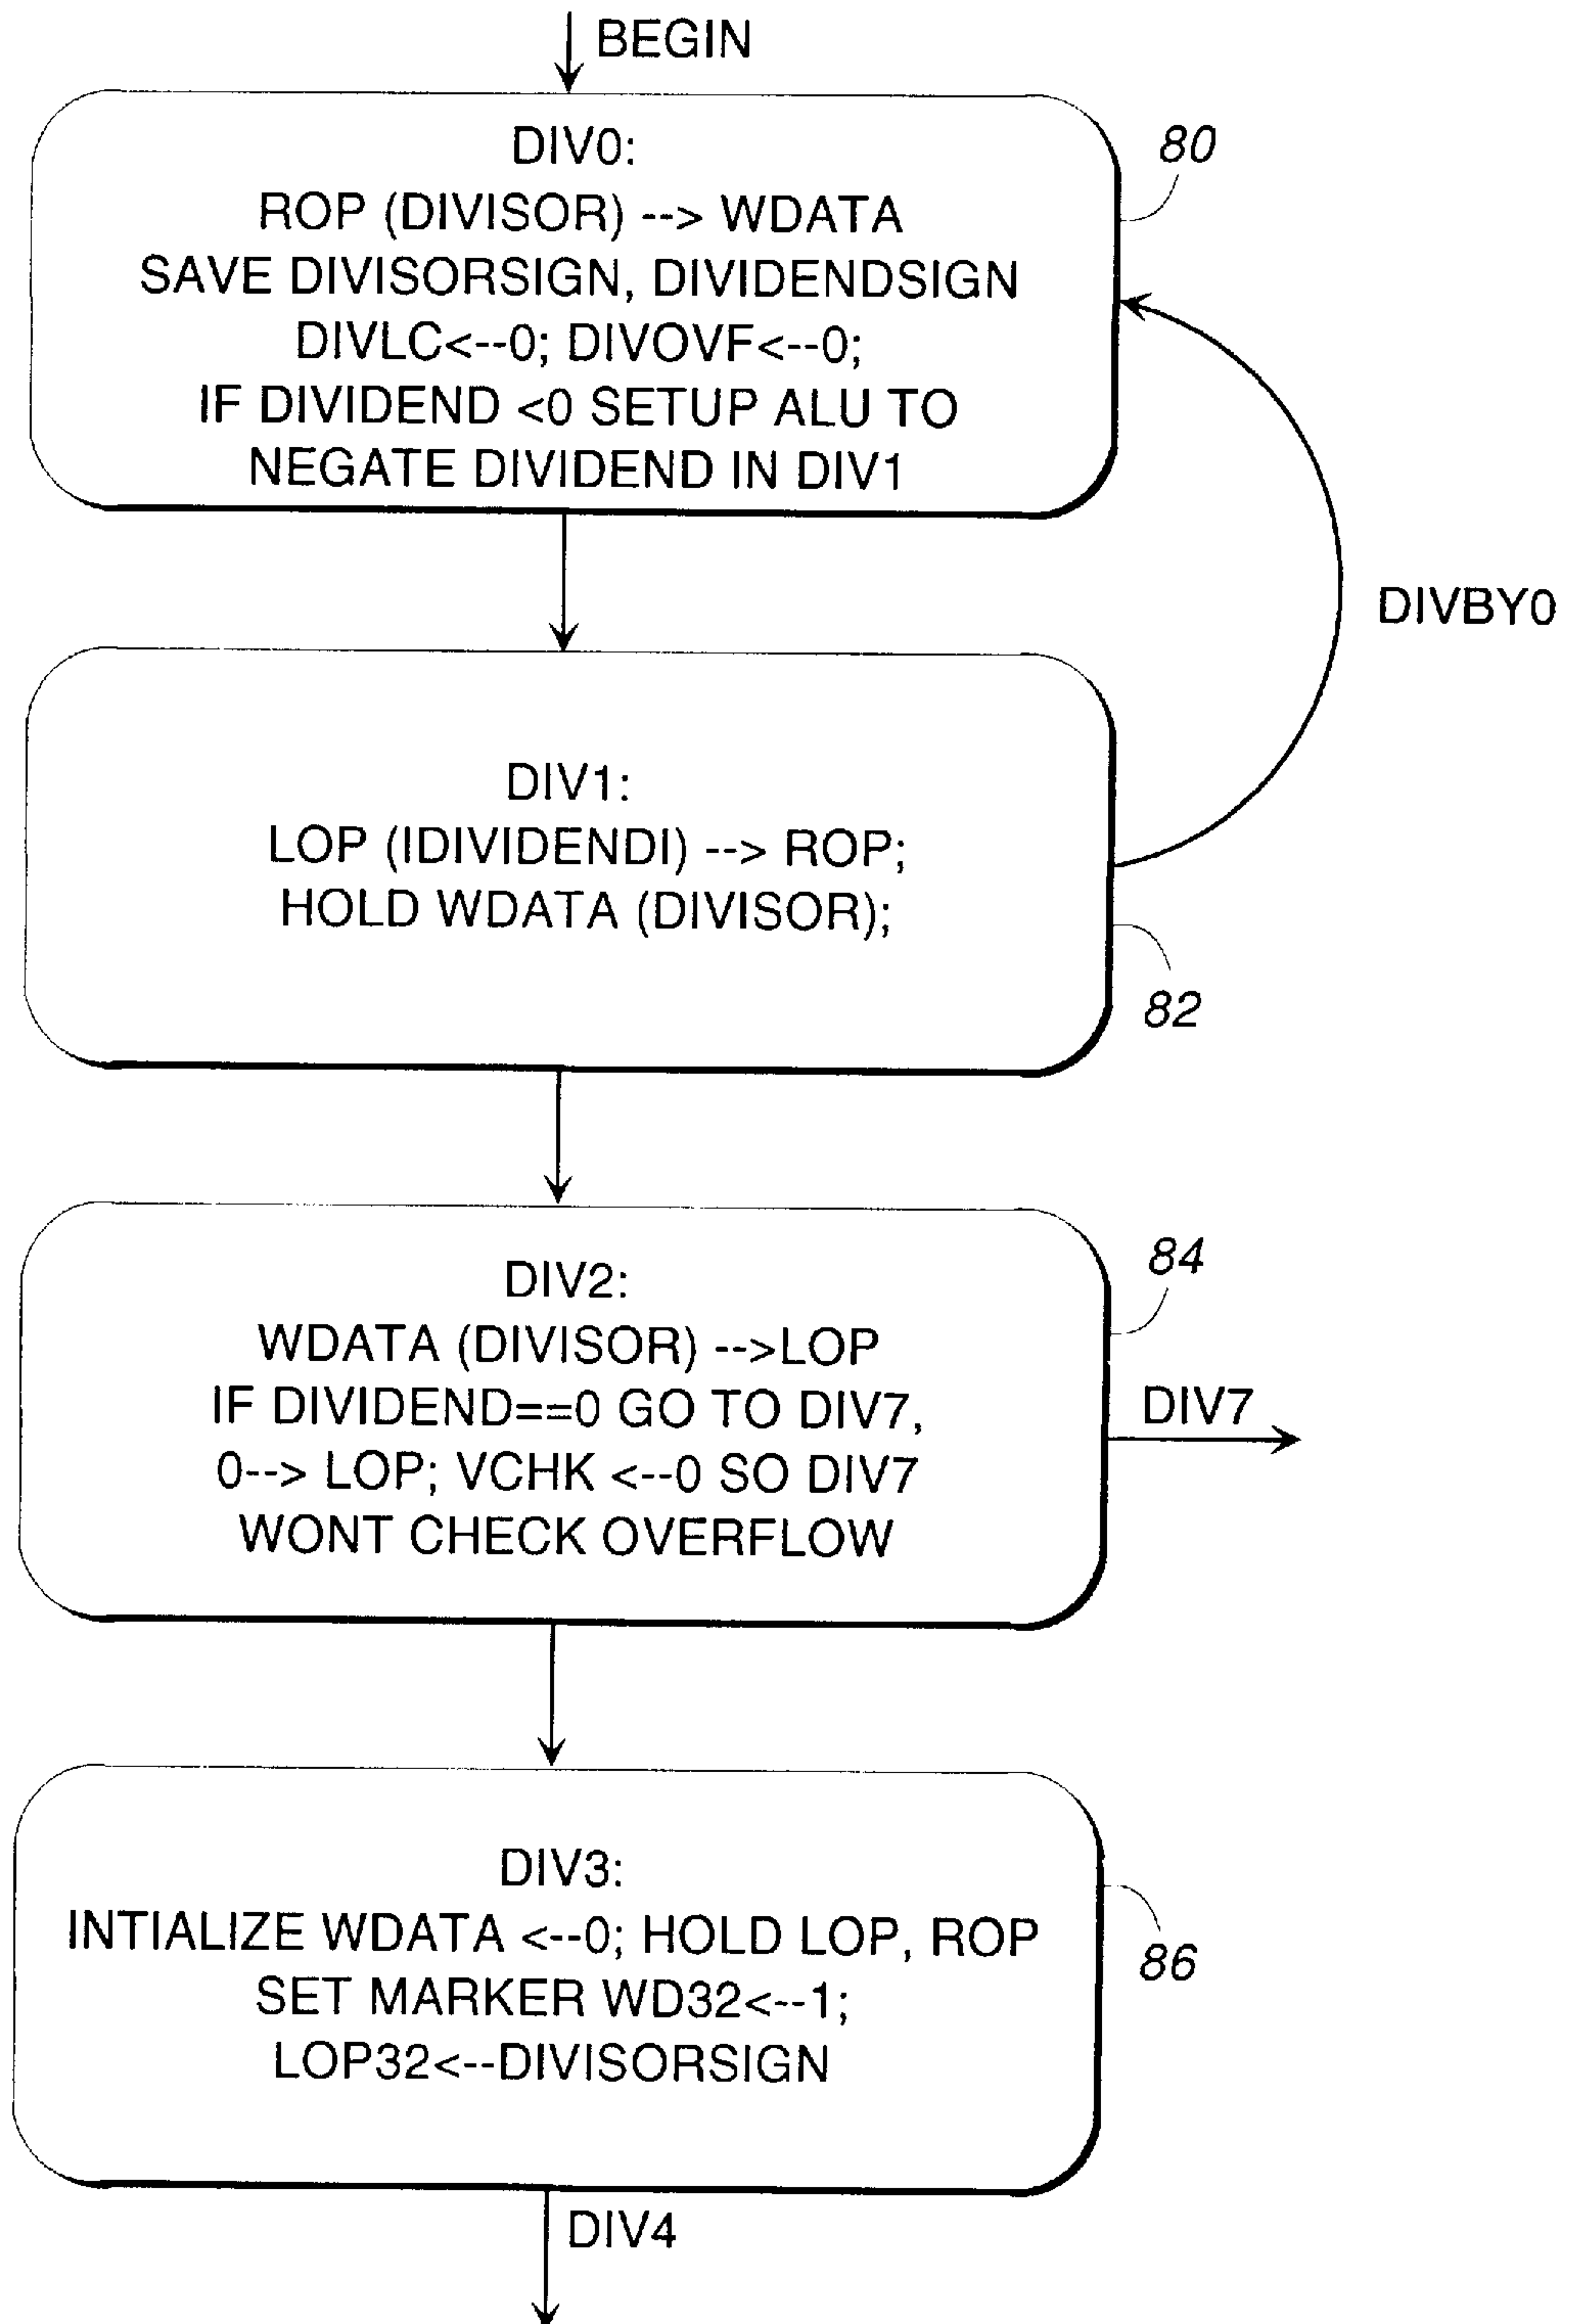 BEGIN
DIV0:
80
ROP (DIVISOR) --> WDATA
SAVE DIVISORSIGN, DIVIDENDSIGN
DIVLC<--0; DIVOVF<--0;
IF DIVIDEND <0 SETUP ALU TO
NEGATE DIVIDEND IN DIV1
DIVBY0
DIV1:
LOP (IDIVIDENDI) --> ROP;
HOLD WDATA (DIVISOR);
82
DIV2:
84
WDATA (DIVISOR) -->LOP
IF DIVIDEND==0 GO TO DIV7,
0--> LOP; VCHK <--0 SO DIV7
WONT CHECK OVERFLOW
DIV7
DIV3:
INTIALIZE WDATA <--0; HOLD LOP, ROP
SET MARKER WD32<--1;
LOP32<--DIVISORSIGN
86
DIV4